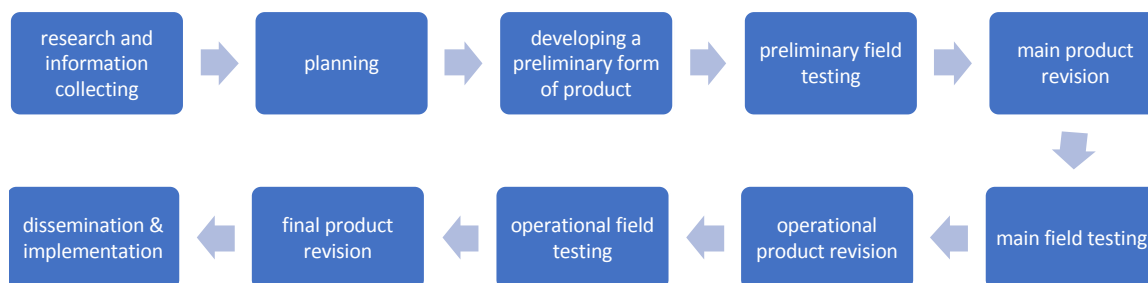 research and
information
collecting
planning
developing a
preliminary form
of product
preliminary field
testing
main product
revision
main field testing
operational
product revision
operational field
testing
final product
revision
dissemination &
implementation